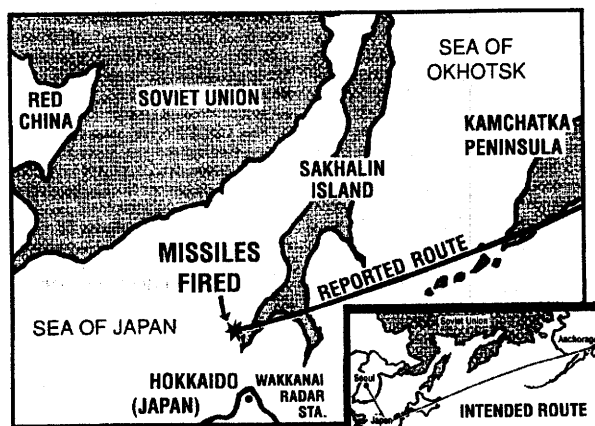 SEA OF
OKHOTSK
RED
CHINA
SOVIET UNION
KAMCHATKA
PENINSULA
SAKHALIN
ISLAND
MISSILES
FIRED
REPORTED ROUTE
SEA OF JAPAN
HOKKAIDO
(JAPAN)
WAKKANAI
RADAR
STA.
Soviet Union
Anchorage
Seoul
Japan
INTENDED ROUTE